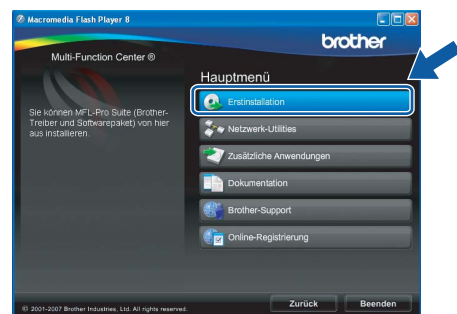 Macromedia Flash Player 8
brother
Multi-Function Center ®
Hauptmenü
Sie können MFL-Pro Suite (Brother-
Treiber und Softwarepaket) von hier
aus installieren.
Erstinstallation
Netzwerk-Utilities
Zusätzliche Anwendungen
Dokumentation
Brother-Support
Online-Registrierung
© 2001-2007 Brother Industries, Ltd. All rights reserved.
Zurück
Beenden